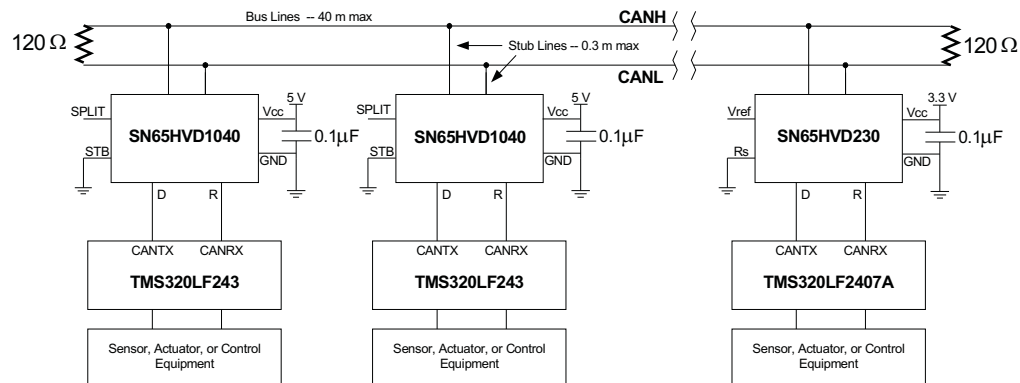 Bus Lines -- 40 m max
CANH
120 Ω
Stub Lines -- 0.3 m max
120 Ω
CANL
SPLIT
5 V
Vcc
SN65HVD1040
0.1µF
STB
GND
D
R
SPLIT
5 V
Vcc
SN65HVD1040
0.1µF
STB
GND
D
R
Vref
3.3 V
Vcc
SN65HVD230
0.1µF
Rs
GND
D
R
CANTX CANRX
TMS320LF243
CANTX CANRX
TMS320LF243
CANTX CANRX
TMS320LF2407A
Sensor, Actuator, or Control
Equipment
Sensor, Actuator, or Control
Equipment
Sensor, Actuator, or Control
Equipment